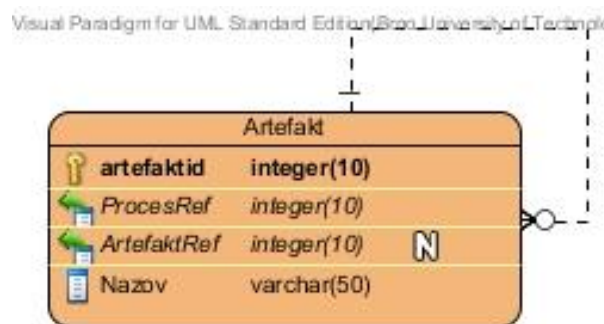 Visual Paradigm for UML Standard Edition(Brno University of Technolo
Artefakt
artefaktid integer(10)
ProcesRef integer(10)
ArtefaktRef integer(10) N
Nazov varchar(50)